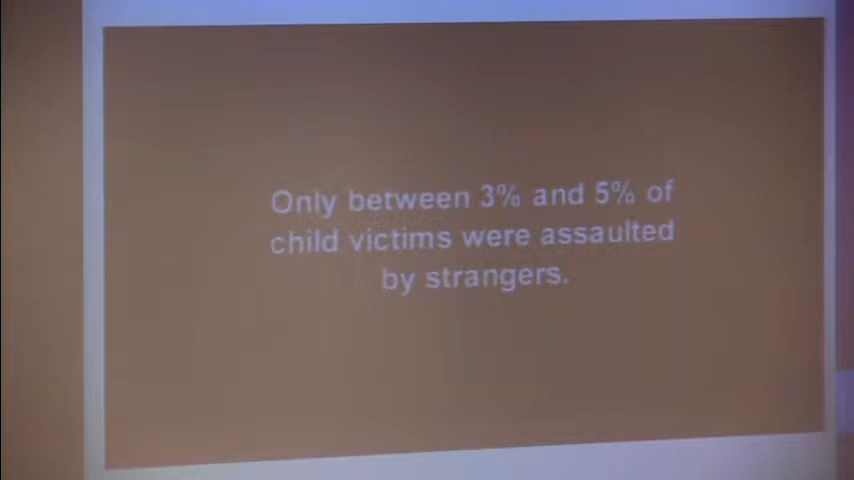 Only between 3% and 5% of
child victims were assaulted
by strangers.